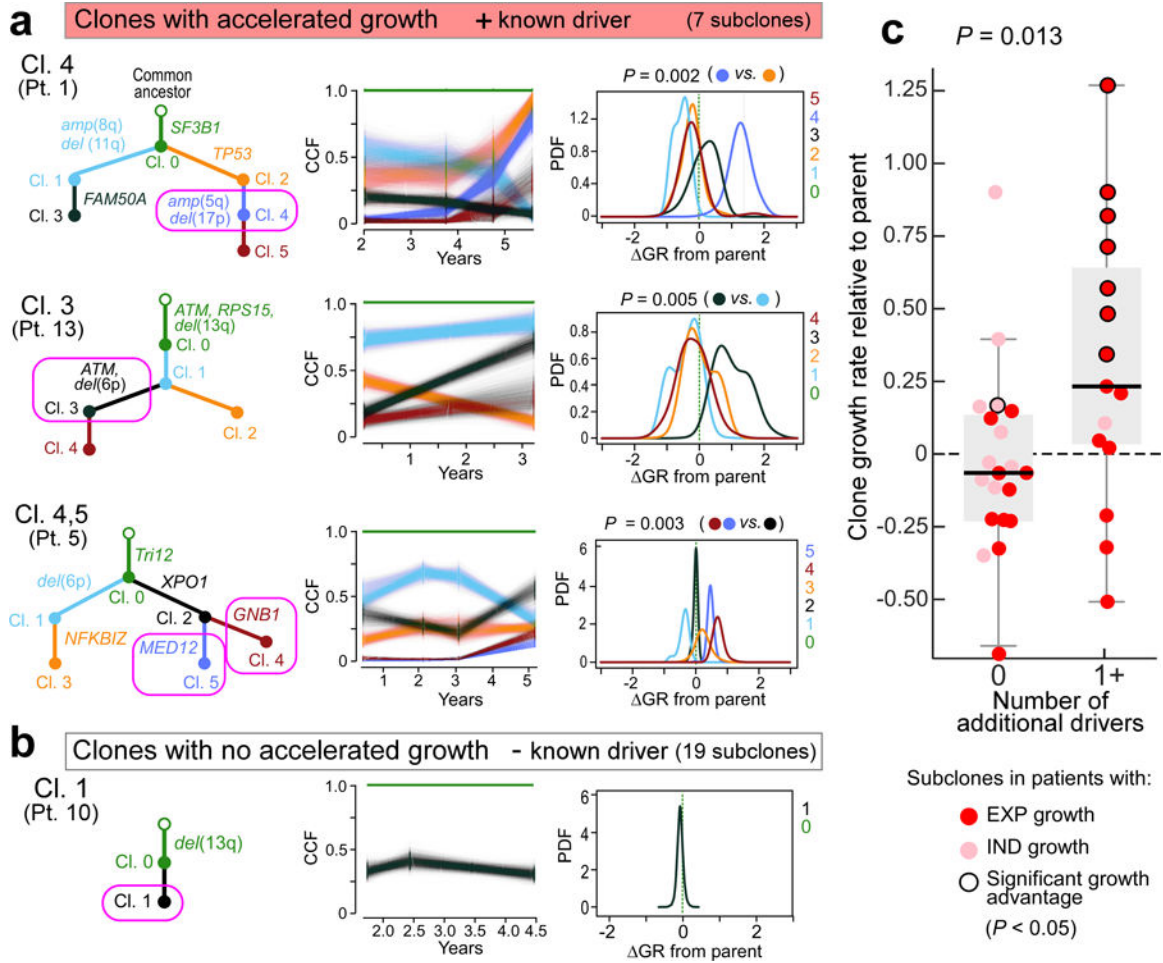 a
Clones with accelerated growth + known driver (7 subclones)
Cl. 4
(Pt. 1)
Common
ancestor
amp(8q)
del (11q)
SF3B1
Cl. 0
TP53
Cl. 1
Cl. 2
FAM50A
amp(5q)
del(17p)
Cl. 3
Cl. 4
Cl. 5
CCF
1.0
0.5
0
2 3 4 5
Years
P = 0.002 ( vs. )
PDF
1.2
0.8
0.4
0
-2 0 2
ΔGR from parent
5
4
3
2
1
0
Cl. 3
(Pt. 13)
ATM, RPS15,
del(13q)
Cl. 0
ATM,
del(6p)
Cl. 1
Cl. 3
Cl. 2
Cl. 4
CCF
1.0
0.5
0
1 2 3
Years
P = 0.005 ( vs. )
PDF
0.8
0.4
0
-2 0 2
ΔGR from parent
4
3
2
1
0
Cl. 4,5
(Pt. 5)
Tri12
del(6p)
XPO1
Cl. 0
GNB1
Cl. 1
Cl. 2
NFKBIZ
MED12
Cl. 4
Cl. 3
Cl. 5
CCF
1.0
0.5
0
1 2 3 4 5
Years
P = 0.003 ( vs. )
PDF
6
4
2
0
-2 0 2
ΔGR from parent
5
4
3
2
1
0
b
Clones with no accelerated growth - known driver (19 subclones)
Cl. 1
(Pt. 10)
del(13q)
Cl. 0
Cl. 1
CCF
1.0
0.5
0
2.0 2.5 3.0 3.5 4.0 4.5
Years
PDF
6
4
2
0
-2 0 2
ΔGR from parent
1
0
c
P = 0.013
Clone growth rate relative to parent
1.25
1.00
0.75
0.50
0.25
0
-0.25
-0.50
0 1+
Number of
additional drivers
Subclones in patients with:
EXP growth
IND growth
Significant growth
advantage
(P < 0.05)